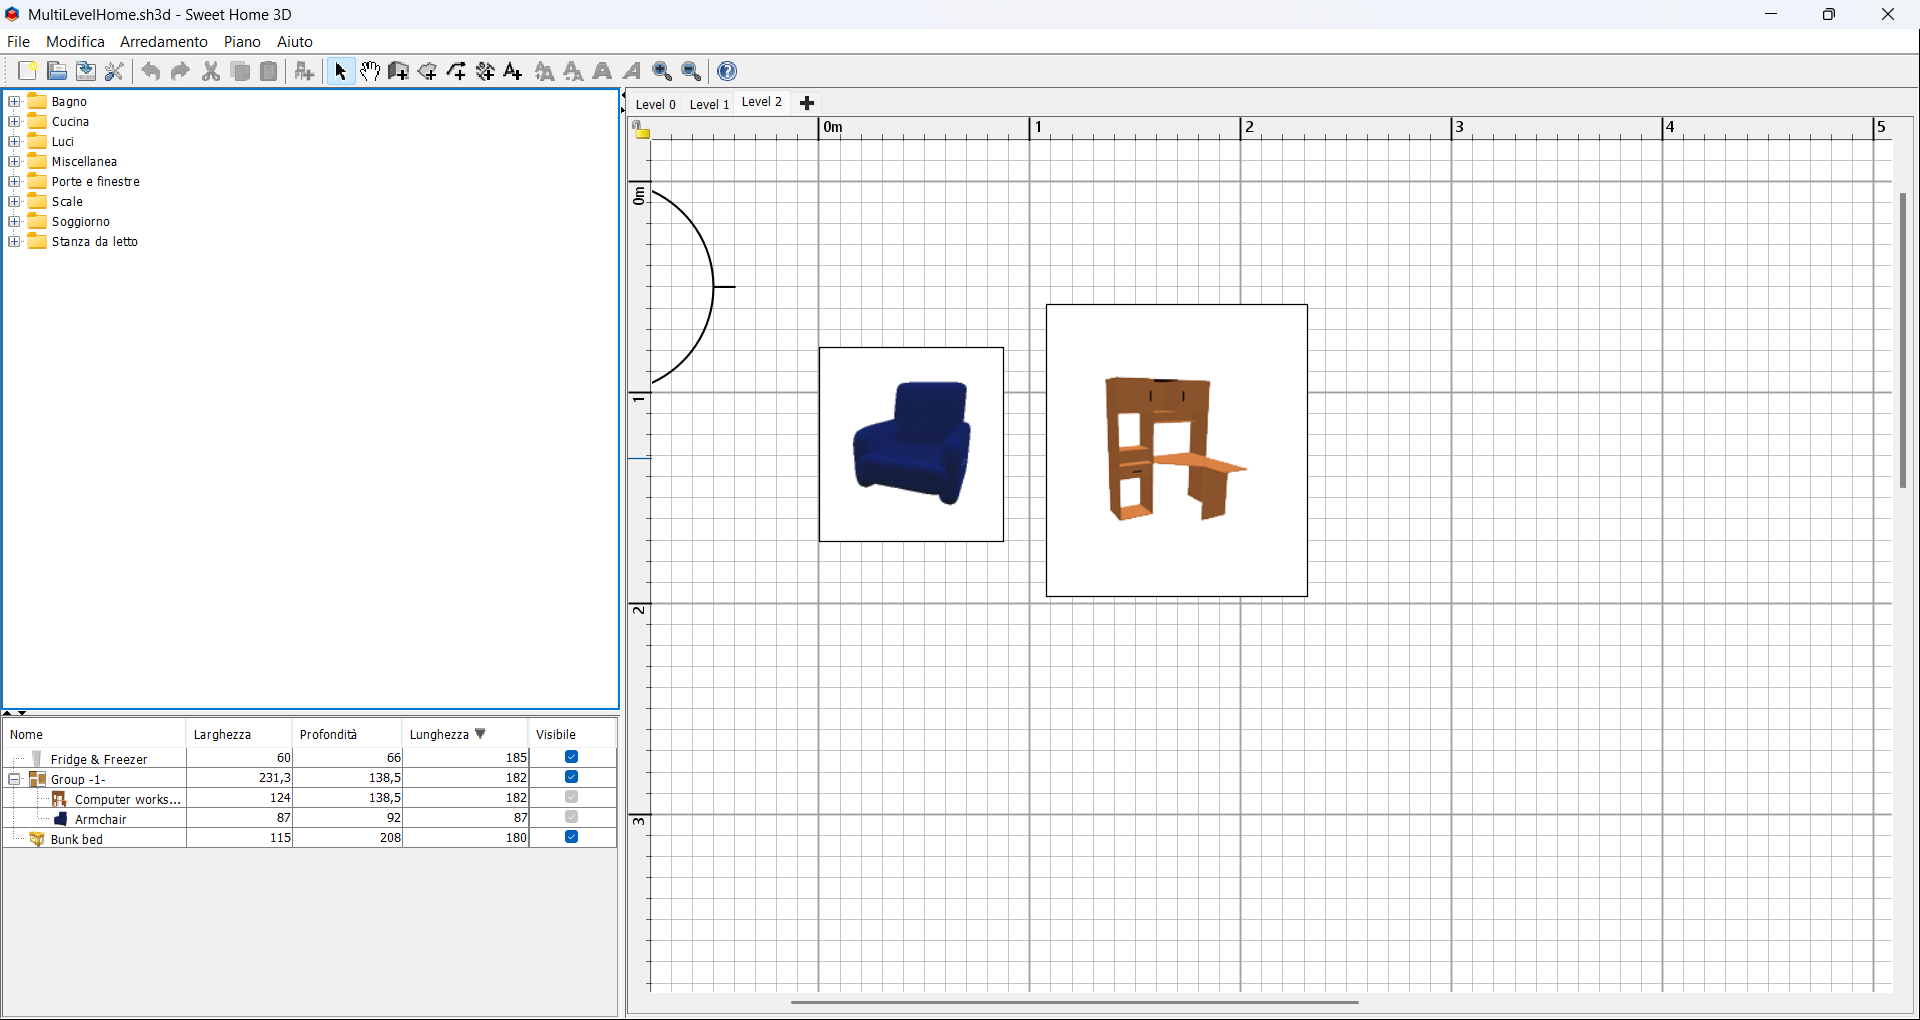 MultiLevelHome.sh3d - Sweet Home 3D
File Modifica Arredamento Piano Aiuto
Bagno
Cucina
Luci
Miscellanea
Porte e finestre
Scale
Soggiorno
Stanza da letto
Level 0 Level 1 Level 2
0m 1 2 3 4 5
0m
1
2
3
Nome Larghezza Profondità Lunghezza Visibile
Fridge & Freezer 60 66 185
Group -1- 231,3 138,5 182
Computer works... 124 138,5 182
Armchair 87 92 87
Bunk bed 115 208 180